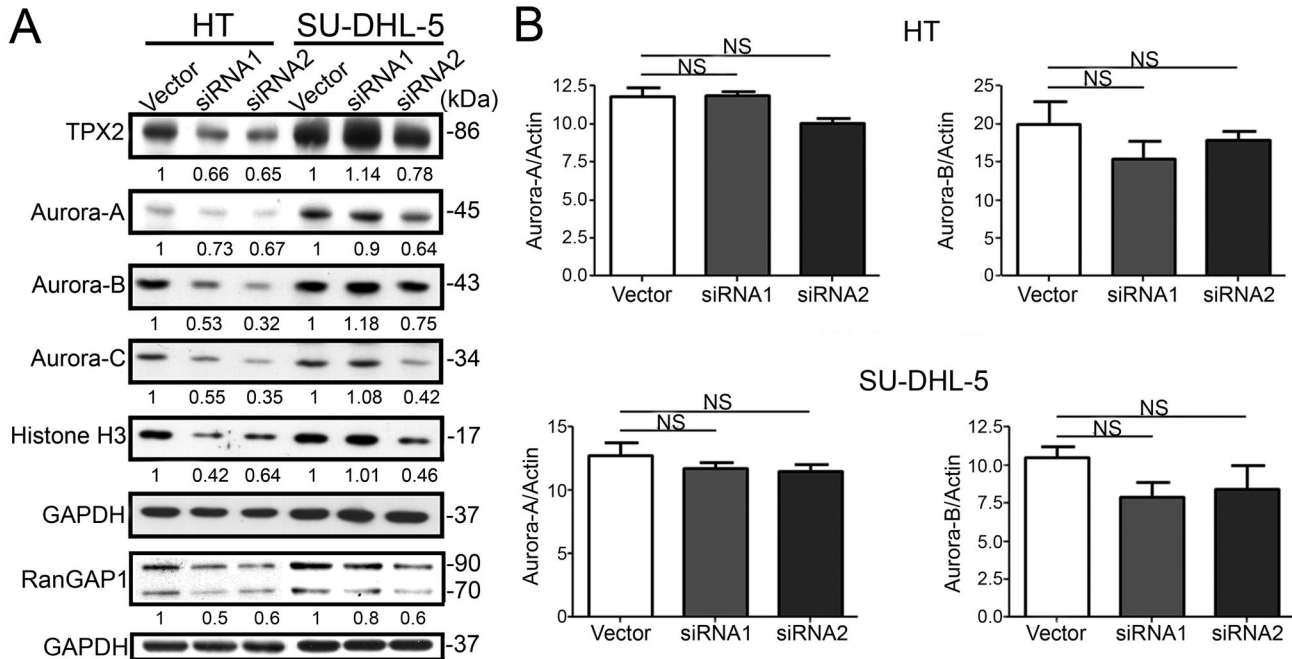 A
HT SU-DHL-5
Vector siRNA1 siRNA2 Vector siRNA1 siRNA2 (kDa)
TPX2 -86
1 0.66 0.65 1 1.14 0.78
Aurora-A -45
1 0.73 0.67 1 0.9 0.64
Aurora-B -43
1 0.53 0.32 1 1.18 0.75
Aurora-C -34
1 0.55 0.35 1 1.08 0.42
Histone H3 -17
1 0.42 0.64 1 1.01 0.46
GAPDH -37
RanGAP1 -90
-70
1 0.5 0.6 1 0.8 0.6
GAPDH -37
B
HT
NS
NS
Aurora-A/Actin
12.5
10.0
7.5
5.0
2.5
0.0
Vector siRNA1 siRNA2
NS
NS
Aurora-B/Actin
25
20
15
10
5
0
Vector siRNA1 siRNA2
SU-DHL-5
NS
NS
Aurora-A/Actin
15
10
5
0
Vector siRNA1 siRNA2
NS
NS
Aurora-B/Actin
12.5
10.0
7.5
5.0
2.5
0.0
Vector siRNA1 siRNA2